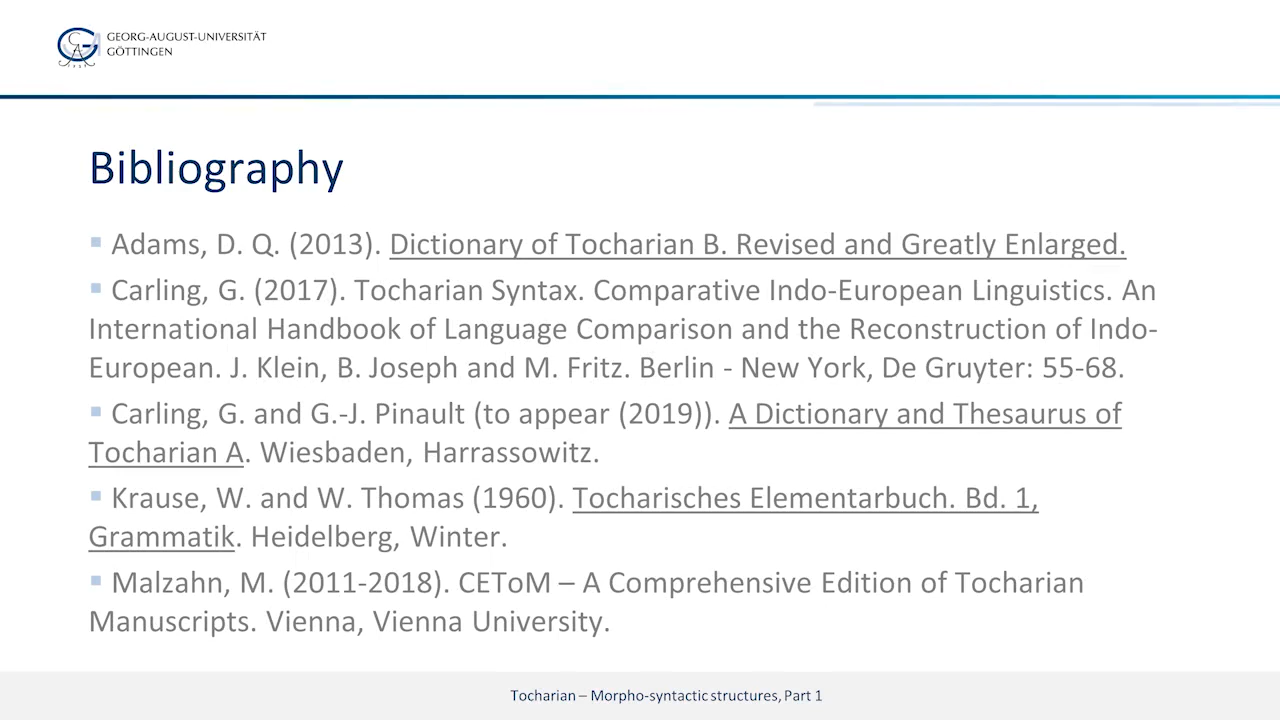 GEORG-AUGUST-UNIVERSITÄT
GÖTTINGEN
Bibliography
▪ Adams, D. Q. (2013). Dictionary of Tocharian B. Revised and Greatly Enlarged.
▪ Carling, G. (2017). Tocharian Syntax. Comparative Indo-European Linguistics. An
International Handbook of Language Comparison and the Reconstruction of Indo-
European. J. Klein, B. Joseph and M. Fritz. Berlin - New York, De Gruyter: 55-68.
▪ Carling, G. and G.-J. Pinault (to appear (2019)). A Dictionary and Thesaurus of
Tocharian A. Wiesbaden, Harrassowitz.
▪ Krause, W. and W. Thomas (1960). Tocharisches Elementarbuch. Bd. 1,
Grammatik. Heidelberg, Winter.
▪ Malzahn, M. (2011-2018). CEToM – A Comprehensive Edition of Tocharian
Manuscripts. Vienna, Vienna University.
Tocharian – Morpho-syntactic structures, Part 1